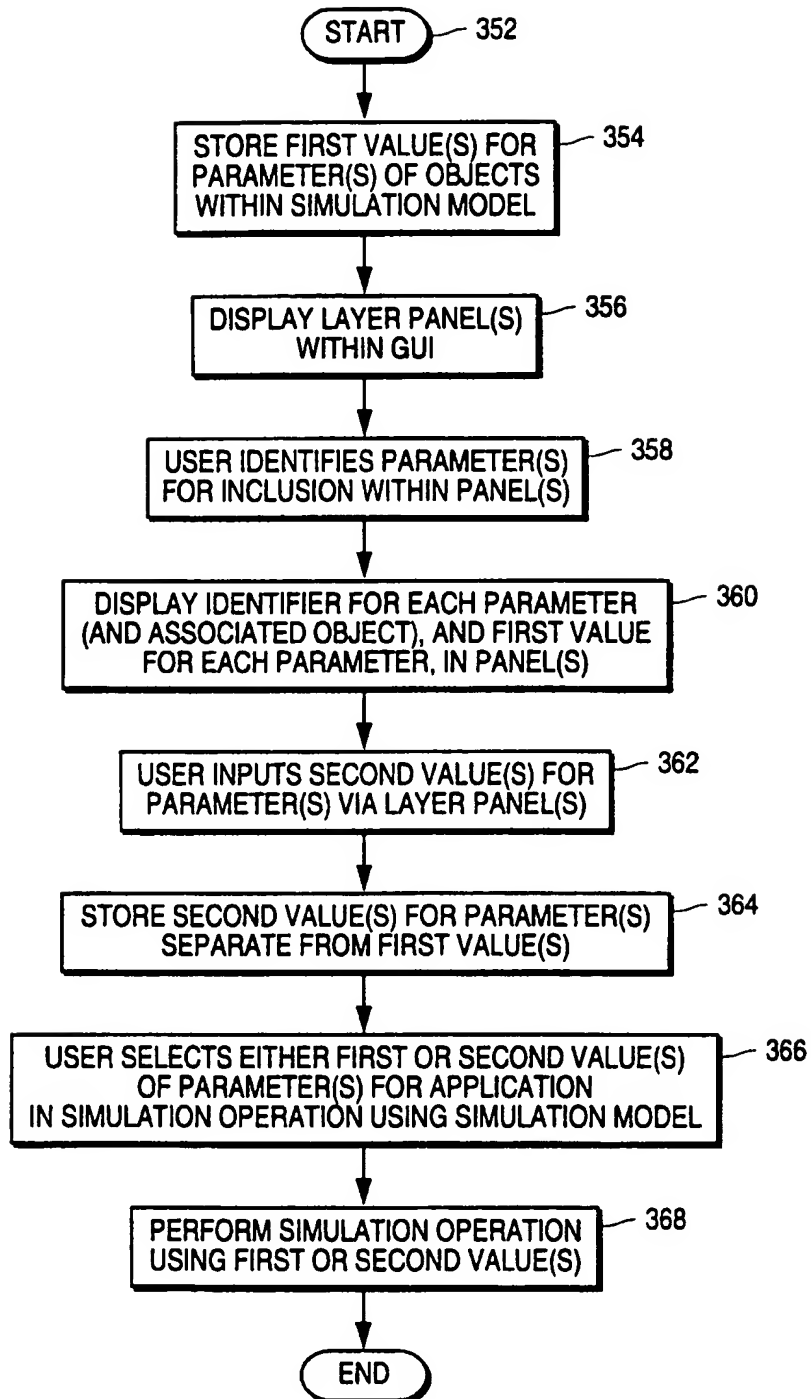 START
352
STORE FIRST VALUE(S) FOR
PARAMETER(S) OF OBJECTS
WITHIN SIMULATION MODEL
354
DISPLAY LAYER PANEL(S)
WITHIN GUI
356
USER IDENTIFIES PARAMETER(S)
FOR INCLUSION WITHIN PANEL(S)
358
DISPLAY IDENTIFIER FOR EACH PARAMETER
(AND ASSOCIATED OBJECT), AND FIRST VALUE
FOR EACH PARAMETER, IN PANEL(S)
360
USER INPUTS SECOND VALUE(S) FOR
PARAMETER(S) VIA LAYER PANEL(S)
362
STORE SECOND VALUE(S) FOR PARAMETER(S)
SEPARATE FROM FIRST VALUE(S)
364
USER SELECTS EITHER FIRST OR SECOND VALUE(S)
OF PARAMETER(S) FOR APPLICATION
IN SIMULATION OPERATION USING SIMULATION MODEL
366
PERFORM SIMULATION OPERATION
USING FIRST OR SECOND VALUE(S)
368
END